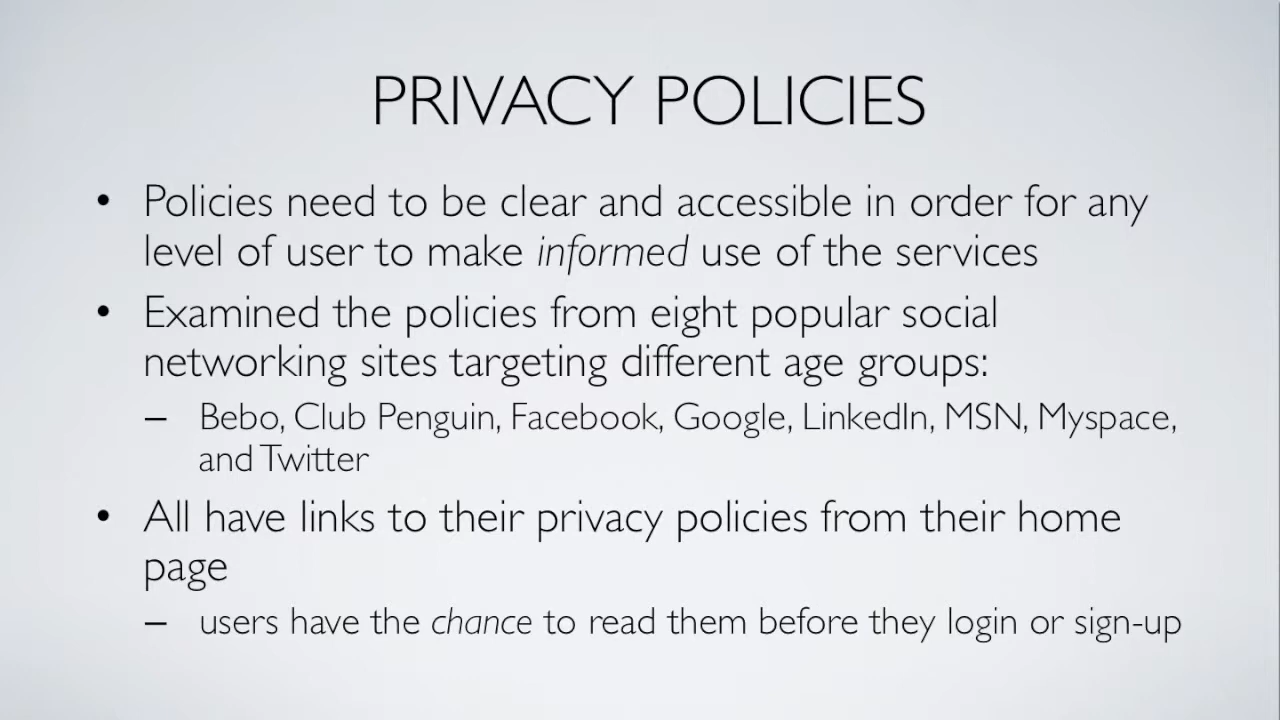 PRIVACY POLICIES
• Policies need to be clear and accessible in order for any
level of user to make informed use of the services
• Examined the policies from eight popular social
networking sites targeting different age groups:
– Bebo, Club Penguin, Facebook, Google, LinkedIn, MSN, Myspace,
and Twitter
• All have links to their privacy policies from their home
page
– users have the chance to read them before they login or sign-up